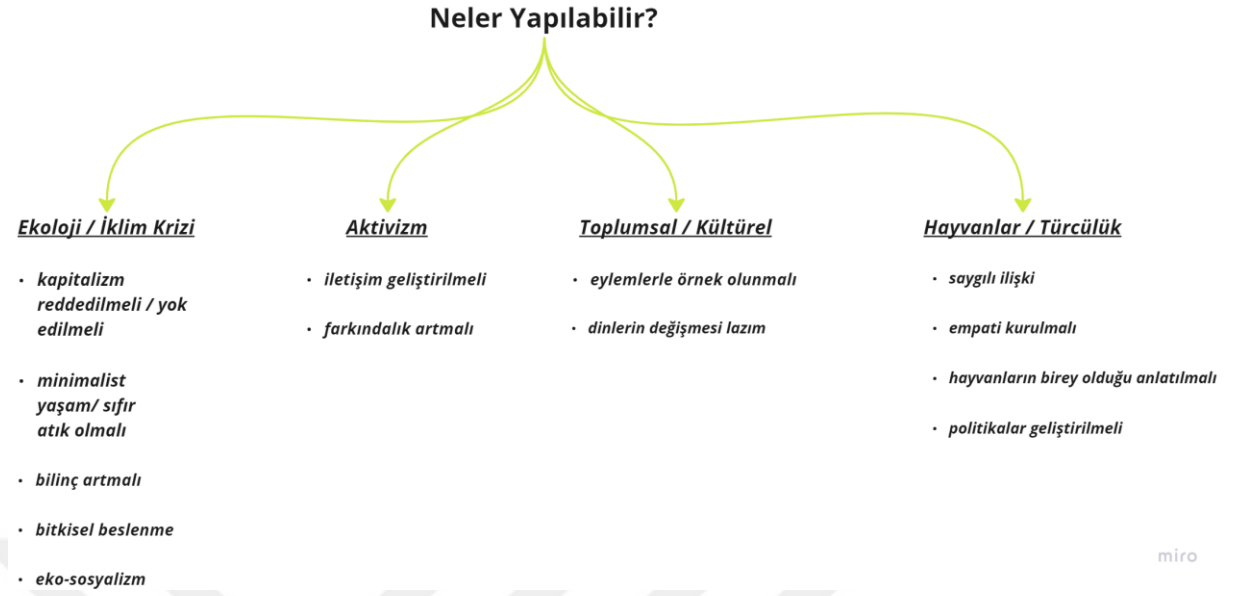 Neler Yapılabilir?
Ekoloji / İklim Krizi
• kapitalizm
reddedilmeli / yok
edilmeli
• minimalist
yaşam/ sıfır
atık olmalı
• bilinç artmalı
• bitkisel beslenme
• eko-sosyalizm
Aktivizm
• iletişim geliştirilmeli
• farkındalık artmalı
Toplumsal / Kültürel
• eylemlerle örnek olunmalı
• dinlerin değişmesi lazım
Hayvanlar / Türcülük
• saygılı ilişki
• empati kurulmalı
• hayvanların birey olduğu anlatılmalı
• politikalar geliştirilmeli
miro